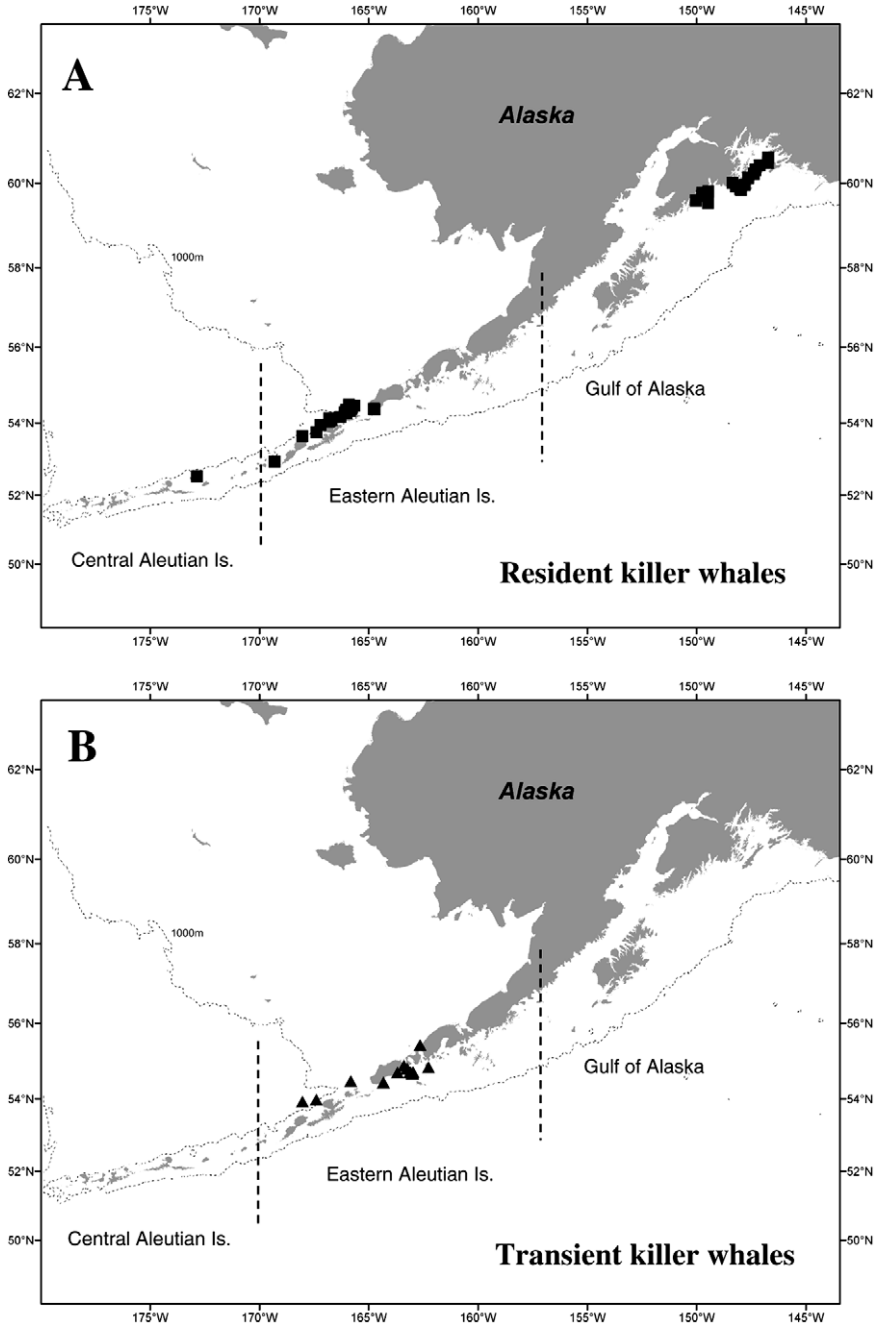 175°W 170°W 165°W 160°W 155°W 150°W 145°W
A
62°N 62°N
Alaska
60°N 60°N
1000m
58°N 58°N
56°N 56°N
Gulf of Alaska
54°N 54°N
52°N 52°N
Eastern Aleutian Is.
Central Aleutian Is.
50°N 50°N
Resident killer whales
175°W 170°W 165°W 160°W 155°W 150°W 145°W
175°W 170°W 165°W 160°W 155°W 150°W 145°W
B
62°N 62°N
Alaska
60°N 60°N
1000m
58°N 58°N
56°N 56°N
Gulf of Alaska
54°N 54°N
52°N 52°N
Eastern Aleutian Is.
Central Aleutian Is.
50°N 50°N
Transient killer whales
175°W 170°W 165°W 160°W 155°W 150°W 145°W